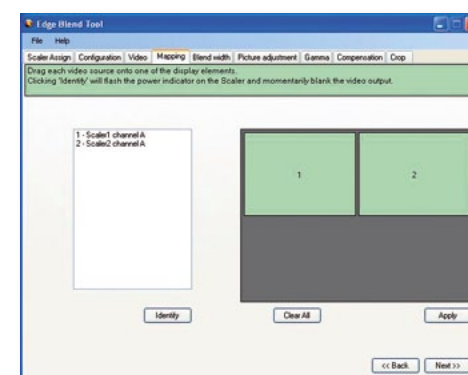 Edge Blend Tool
File Help
Scaler Assign Configuration Video Mapping Blend width Picture adjustment Gamma Compensation Crop
Drag each video source onto one of the display elements.
Clicking 'Identify' will flash the power indicator on the Scaler and momentarily blank the video output.
1 - Scaler1 channel A
2 - Scaler2 channel A
1 2
Identify Clear All Apply
<< Back Next >>